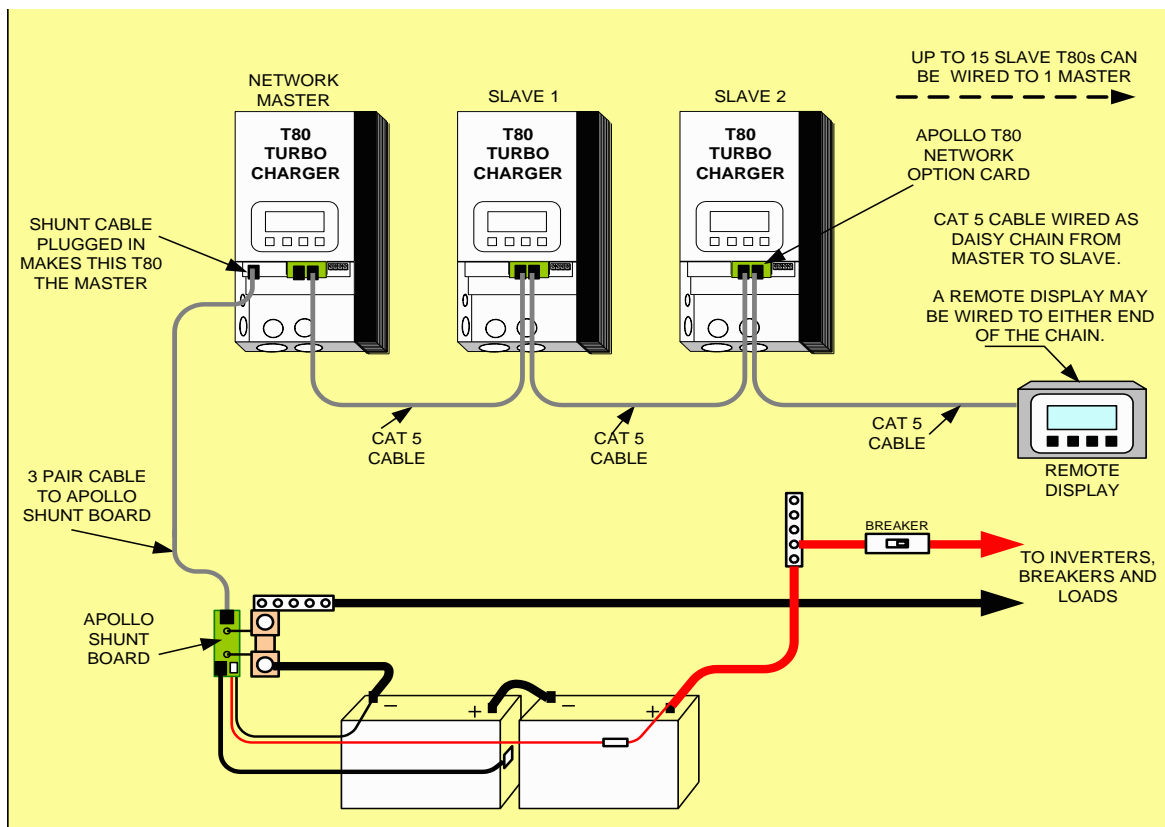 UP TO 15 SLAVE T80s CAN
BE WIRED TO 1 MASTER
NETWORK
MASTER
SLAVE 1
SLAVE 2
T80
TURBO
CHARGER
T80
TURBO
CHARGER
T80
TURBO
CHARGER
APOLLO T80
NETWORK
OPTION CARD
SHUNT CABLE
PLUGGED IN
MAKES THIS T80
THE MASTER
CAT 5 CABLE WIRED AS
DAISY CHAIN FROM
MASTER TO SLAVE.
A REMOTE DISPLAY MAY
BE WIRED TO EITHER END
OF THE CHAIN.
CAT 5
CABLE
CAT 5
CABLE
CAT 5
CABLE
REMOTE
DISPLAY
3 PAIR CABLE
TO APOLLO
SHUNT BOARD
BREAKER
TO INVERTERS,
BREAKERS AND
LOADS
APOLLO
SHUNT
BOARD
− + − +